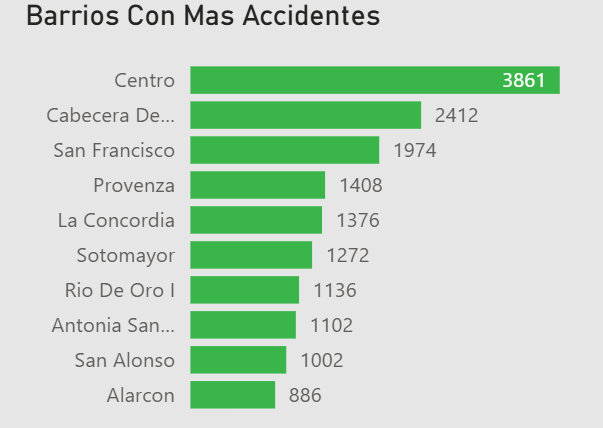 Barrios Con Mas Accidentes
Centro 3861
Cabecera De... 2412
San Francisco 1974
Provenza 1408
La Concordia 1376
Sotomayor 1272
Rio De Oro I 1136
Antonia San... 1102
San Alonso 1002
Alarcon 886